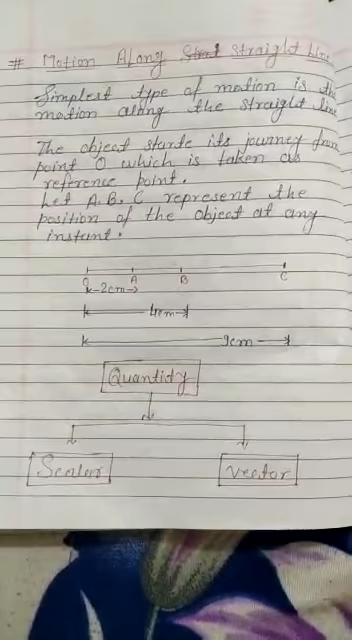 # Motion Along Straight Line
Simplest type of motion is the
motion along the straight line
The object starts its journey from
point O which is taken as
reference point.
Let A, B, C represent the
position of the object at any
instant.
O A B C
2cm
4cm
9cm
Quantity
Scalar Vector